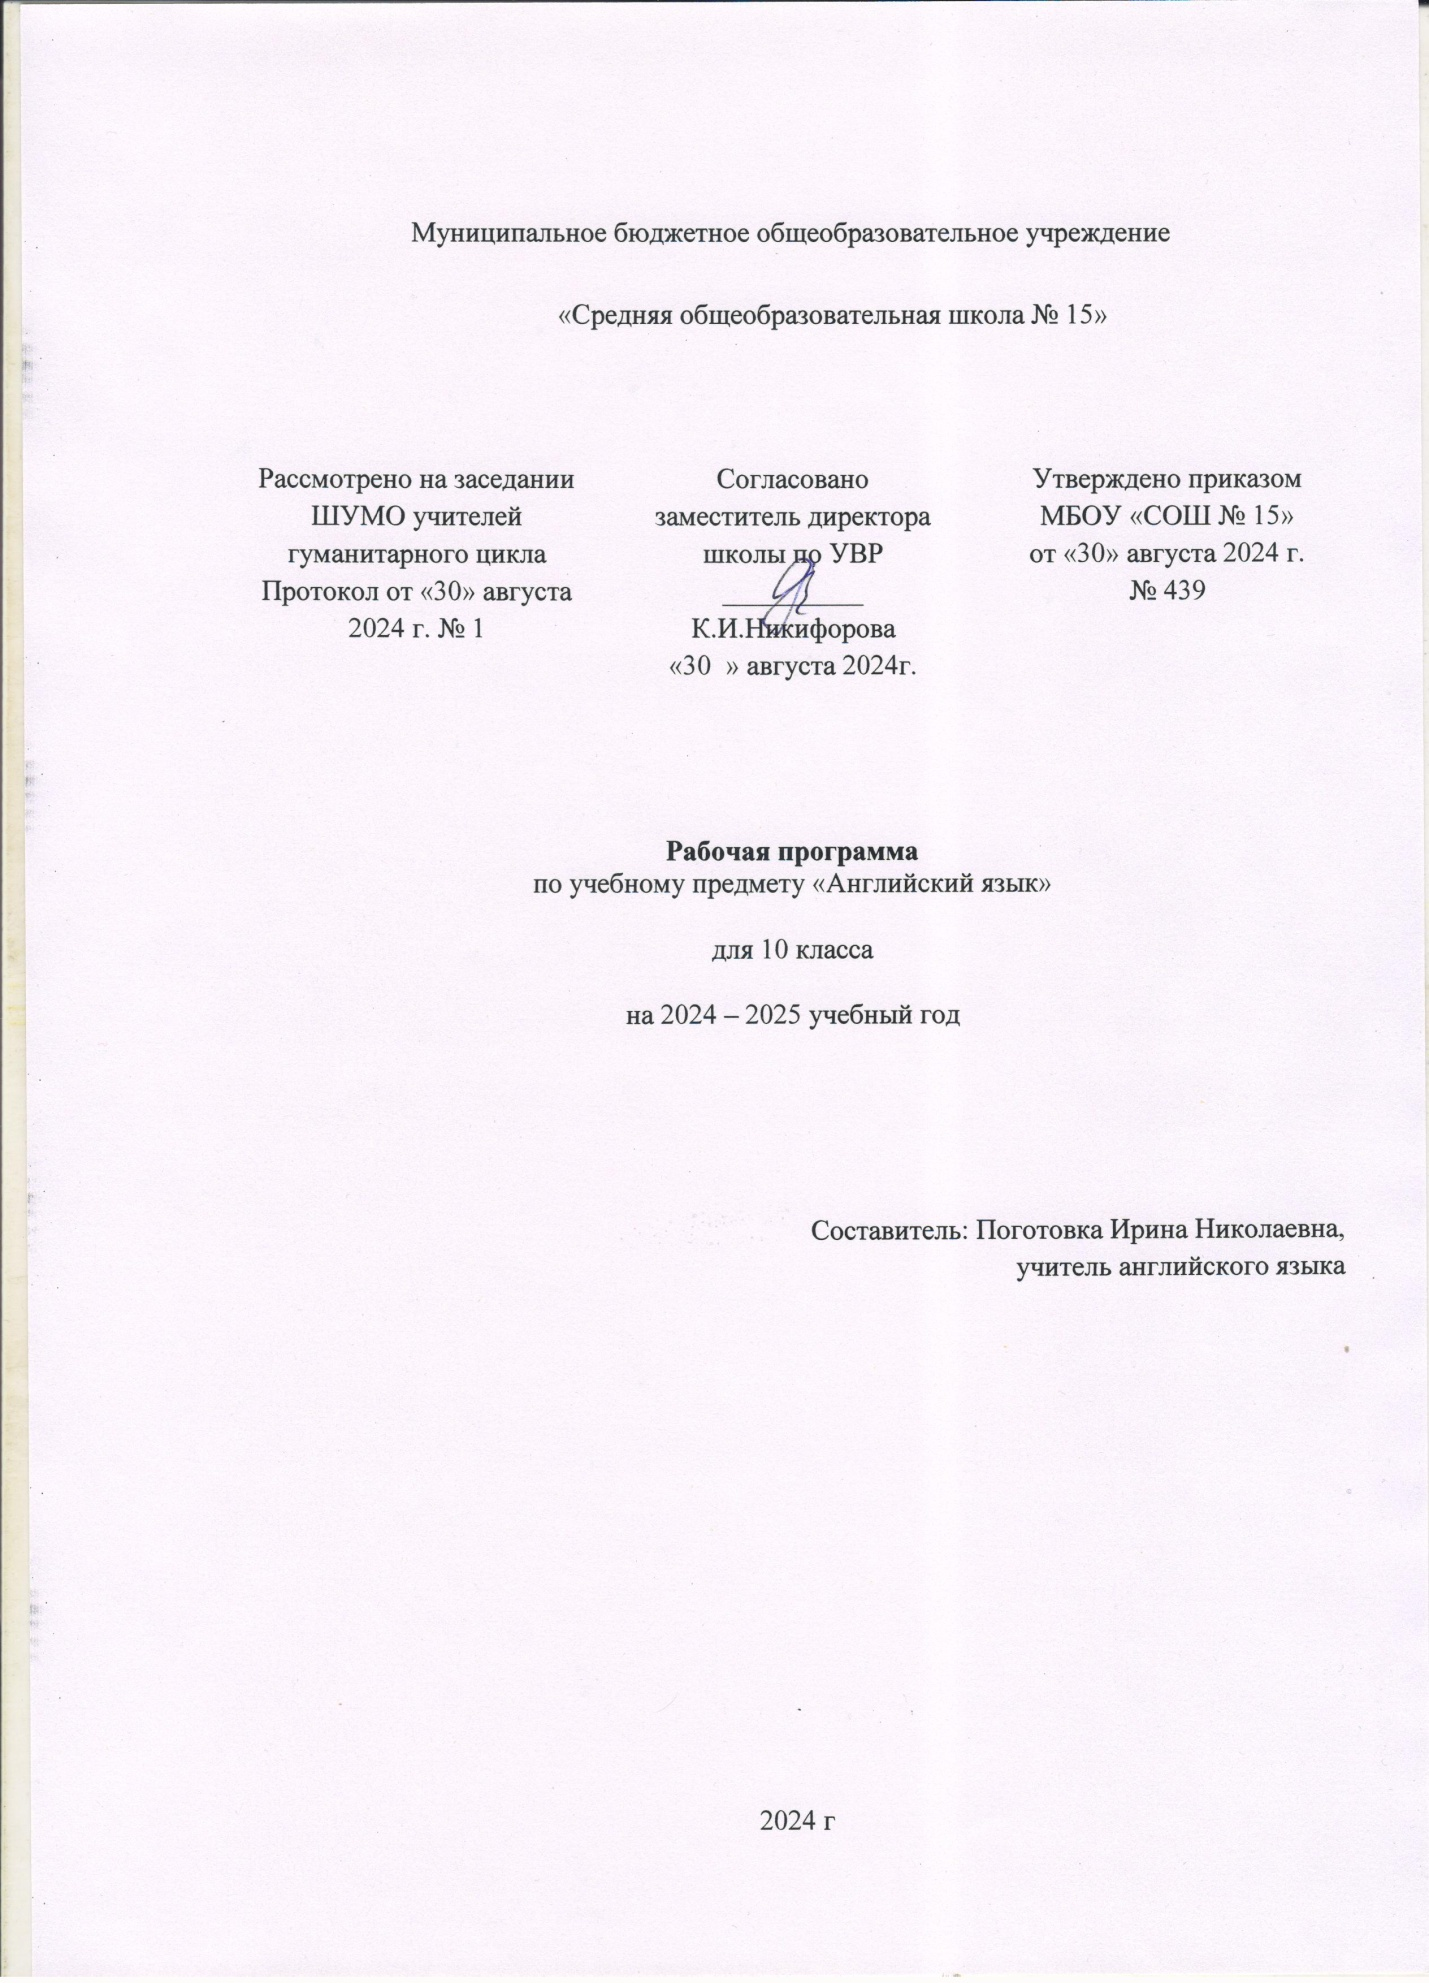 Муниципальное бюджетное общеобразовательное учреждение
«Средняя общеобразовательная школа № 15»
Рассмотрено на заседании
ШУМО учителей
гуманитарного цикла
Протокол от «30» августа
2024 г. № 1
Согласовано
заместитель директора
школы по УВР
__________
К.И.Никифорова
«30  » августа 2024г.
Утверждено приказом
МБОУ «СОШ № 15»
от «30» августа 2024 г.
№ 439
Рабочая программа
по учебному предмету «Английский язык»
для 10 класса
на 2024 – 2025 учебный год
Составитель: Поготовка Ирина Николаевна,
учитель английского языка
2024 г